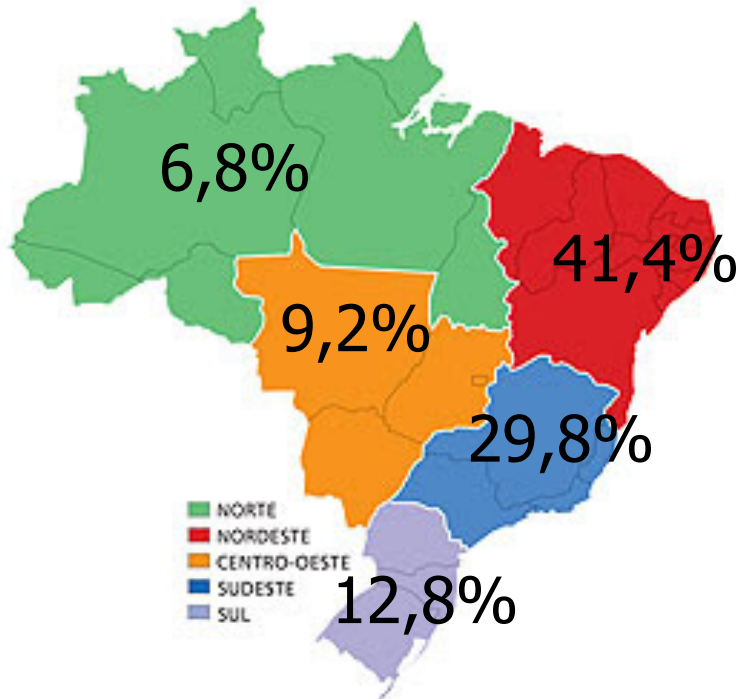 6,8%
41,4%
9,2%
29,8%
NORTE
NORDESTE
CENTRO-OESTE
SUDESTE
SUL
12,8%